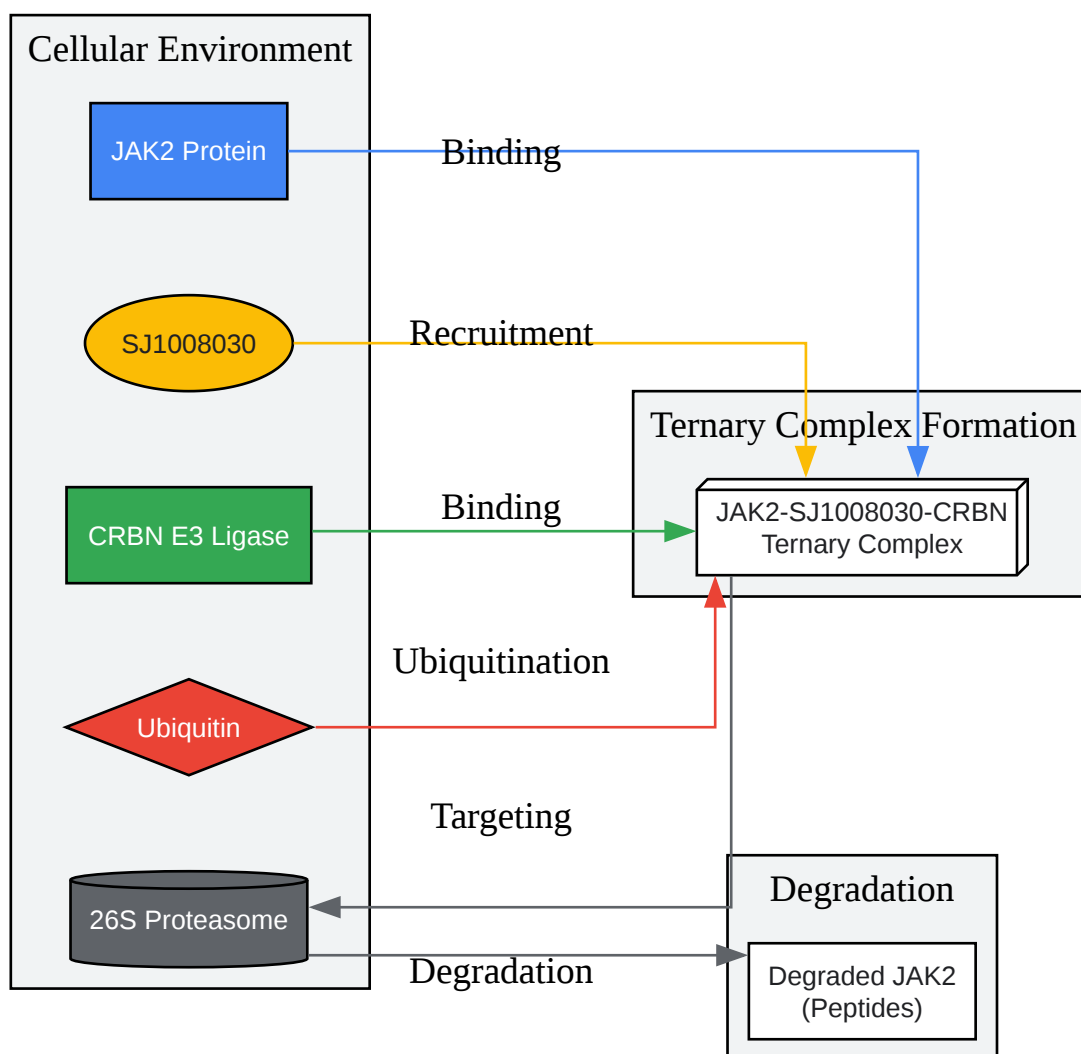 Cellular Environment
JAK2 Protein
Binding
SJ1008030
Recruitment
Ternary Complex Formation
CRBN E3 Ligase
Binding
JAK2-SJ1008030-CRBN
Ternary Complex
Ubiquitination
Ubiquitin
Targeting
26S Proteasome
Degradation
Degradation
Degraded JAK2
(Peptides)